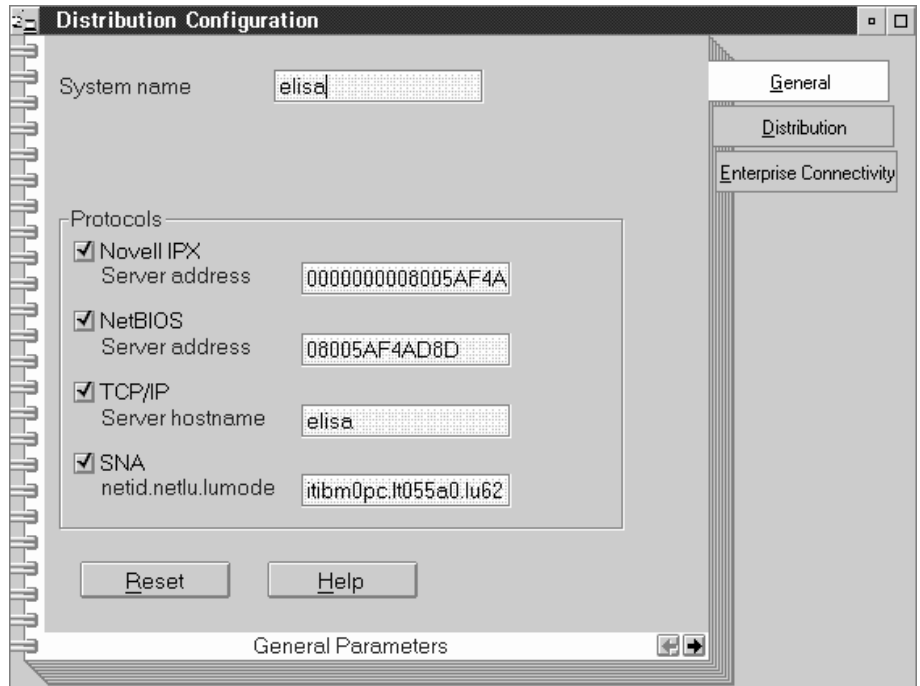 Distribution Configuration
System name
elisa
General
Distribution
Enterprise Connectivity
Protocols
Novell IPX
Server address
0000000008005AF4A
NetBIOS
Server address
08005AF4AD8D
TCP/IP
Server hostname
elisa
SNA
netid.netlu.lumode
itibm0pc.lt055a0.lu62
Reset
Help
General Parameters